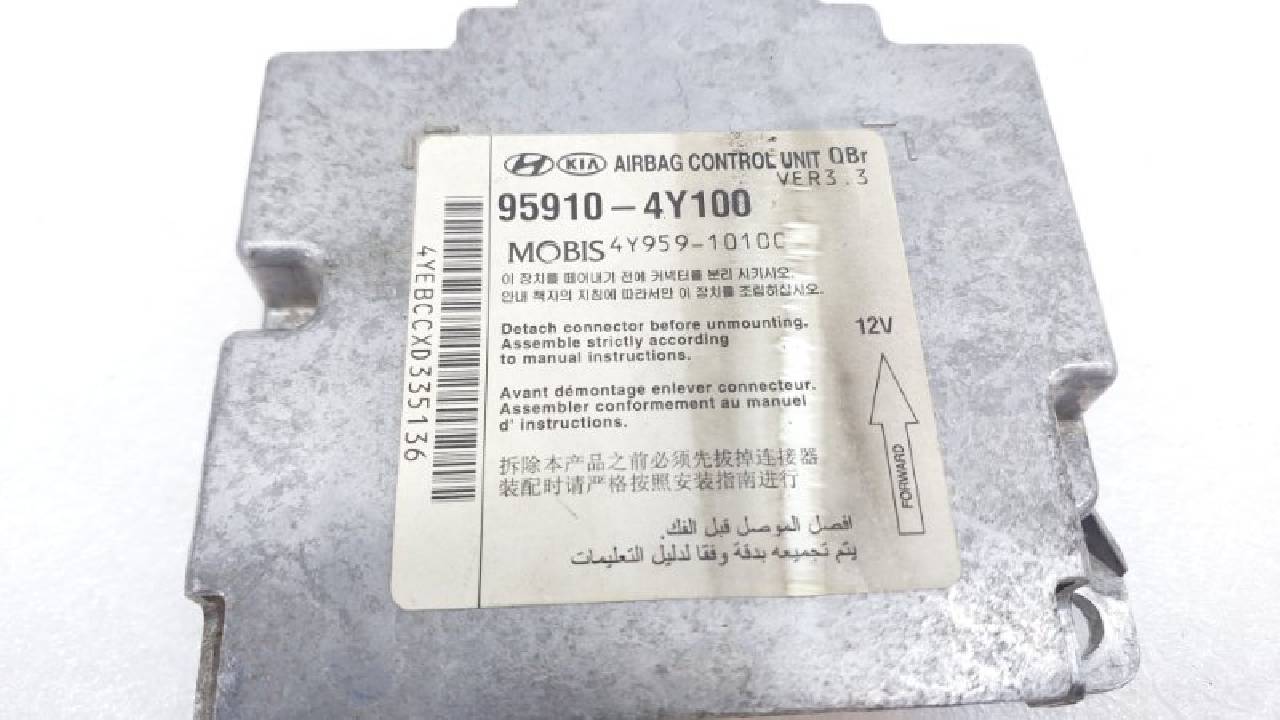 HYUNDAI KIA AIRBAG CONTROL UNIT QBr
VER3.3
95910-4Y100
MOBIS 4Y959-10100
이 장치를 떼어내기 전에 커넥터를 분리 시키시오.
안내 책자의 지침에 따라서만 이 장치를 조립하십시오.
Detach connector before unmounting.
Assemble strictly according
to manual instructions.
12V
Avant démontage enlever connecteur.
Assembler conformement au manuel
d' instructions.
FORWARD
拆除本产品之前必须先拔掉连接器
装配时请严格按照安装指南进行
افصل الموصل قبل الفك.
يتم تجميعه بدقة وفقا لدليل التعليمات
4YEBCCXD335136